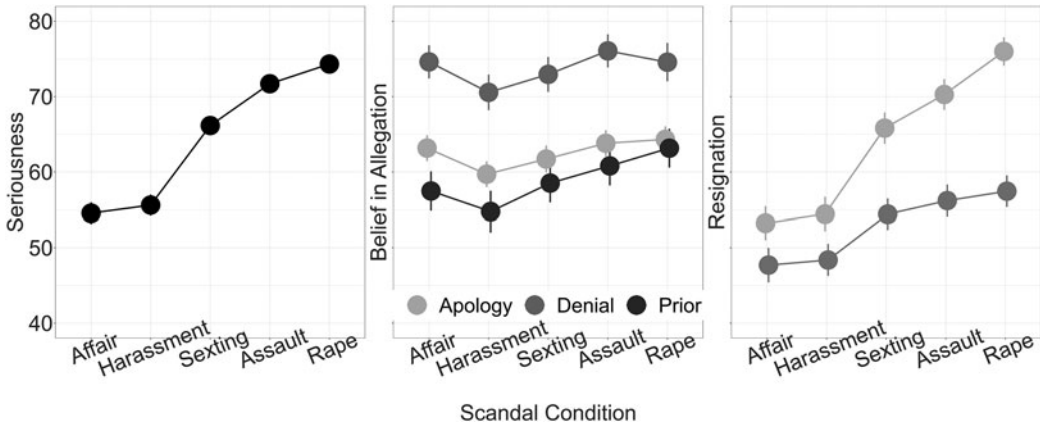 Seriousness
80
70
60
50
40
Affair
Harassment
Sexting
Assault
Rape
Belief in Allegation
Apology Denial Prior
Affair
Harassment
Sexting
Assault
Rape
Resignation
Affair
Harassment
Sexting
Assault
Rape
Scandal Condition